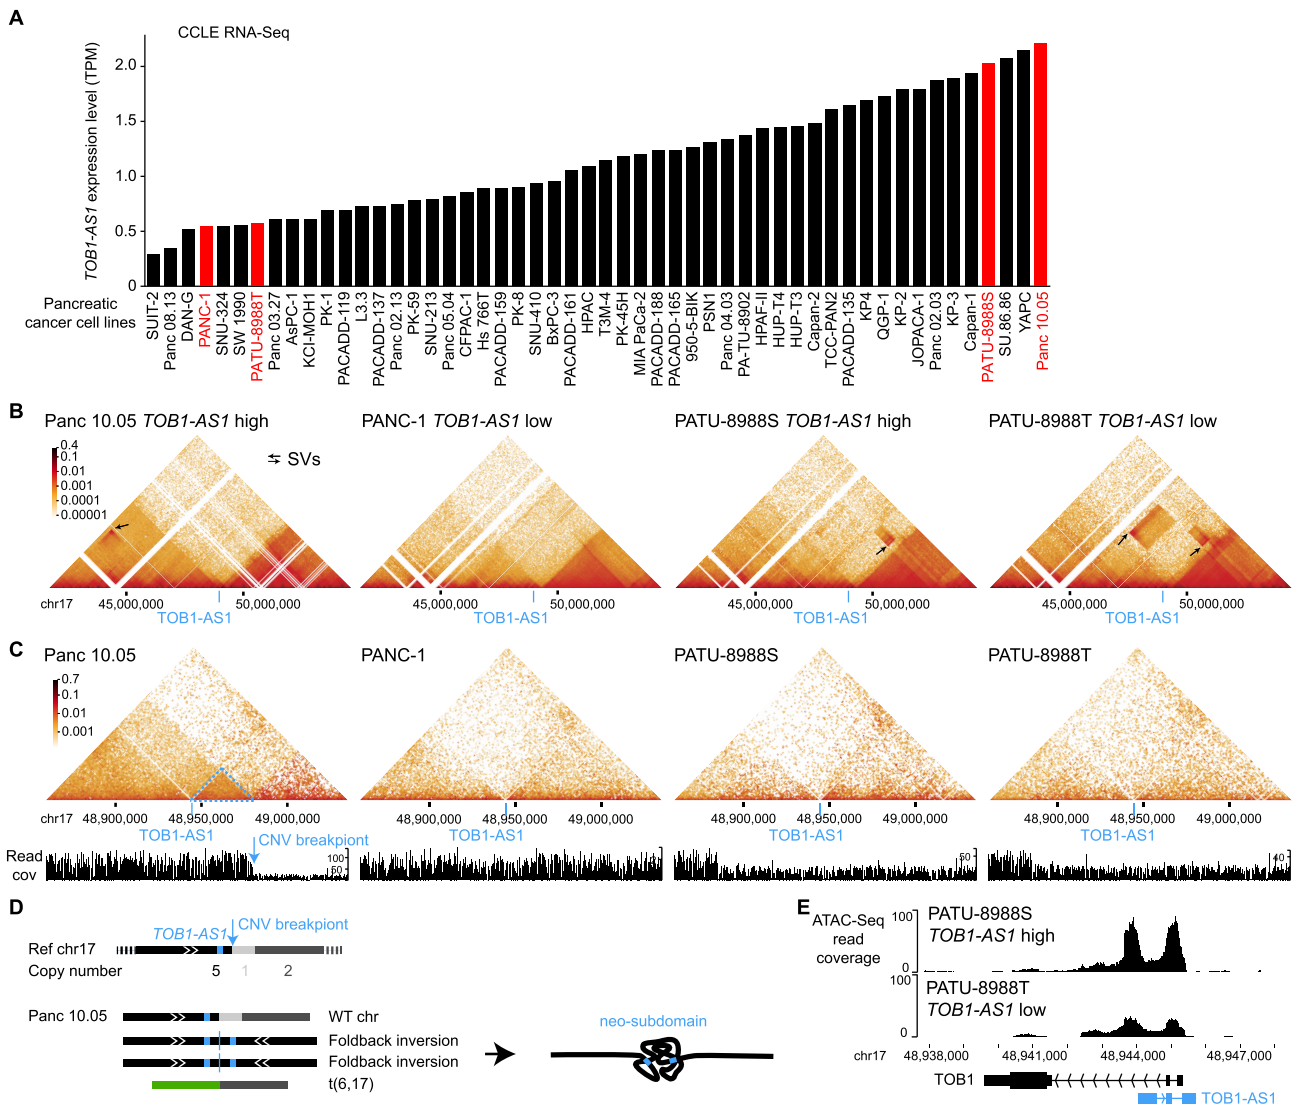 A
CCLE RNA-Seq
TOB1-AS1 expression level (TPM)
2.0
1.5
1.0
0.5
0
Pancreatic
cancer cell lines
SUIT-2
Panc 08.13
DAN-G
PANC-1
SNU-324
SW 1990
PATU-8988T
Panc 03.27
AsPC-1
KCI-MOH1
PK-1
PACADD-119
L3.3
PACADD-137
Panc 02.13
PK-59
SNU-213
Panc 05.04
CFPAC-1
Hs 766T
PACADD-159
PK-8
SNU-410
BxPC-3
PACADD-161
HPAC
T3M-4
PK-45H
MIA PaCa-2
PACADD-188
PACADD-165
950-5-BIK
PSN1
Panc 04.03
PA-TU-8902
HPAF-II
HUP-T4
HUP-T3
Capan-2
TCC-PAN2
PACADD-135
KP4
QGP-1
KP-2
JOPACA-1
Panc 02.03
KP-3
Capan-1
PATU-8988S
SU.86.86
YAPC
Panc 10.05
B
Panc 10.05 TOB1-AS1 high
PANC-1 TOB1-AS1 low
PATU-8988S TOB1-AS1 high
PATU-8988T TOB1-AS1 low
0.4
0.1
0.01
0.001
0.0001
0.00001
SVs
chr17
45,000,000 50,000,000
45,000,000 50,000,000
45,000,000 50,000,000
45,000,000 50,000,000
TOB1-AS1
TOB1-AS1
TOB1-AS1
TOB1-AS1
C
Panc 10.05
PANC-1
PATU-8988S
PATU-8988T
0.7
0.1
0.01
0.001
chr17
48,900,000 48,950,000 49,000,000
48,900,000 48,950,000 49,000,000
48,900,000 48,950,000 49,000,000
48,900,000 48,950,000 49,000,000
TOB1-AS1
TOB1-AS1
TOB1-AS1
TOB1-AS1
CNV breakpiont
Read
cov
100
50
50
40
D
TOB1-AS1
CNV breakpiont
Ref chr17
Copy number
5 1 2
Panc 10.05
WT chr
Foldback inversion
Foldback inversion
t(6,17)
neo-subdomain
E
ATAC-Seq
read
coverage
100
0
PATU-8988S
TOB1-AS1 high
100
0
PATU-8988T
TOB1-AS1 low
chr17
48,938,000 48,941,000 48,944,000 48,947,000
TOB1
TOB1-AS1